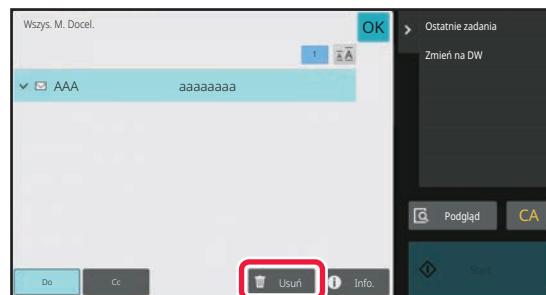 Wszys. M. Docel.
OK
1
AAA aaaaaaaa
Do
Cc
Usuń
Info.
Ostatnie zadania
Zmień na DW
Podgląd
CA
Start